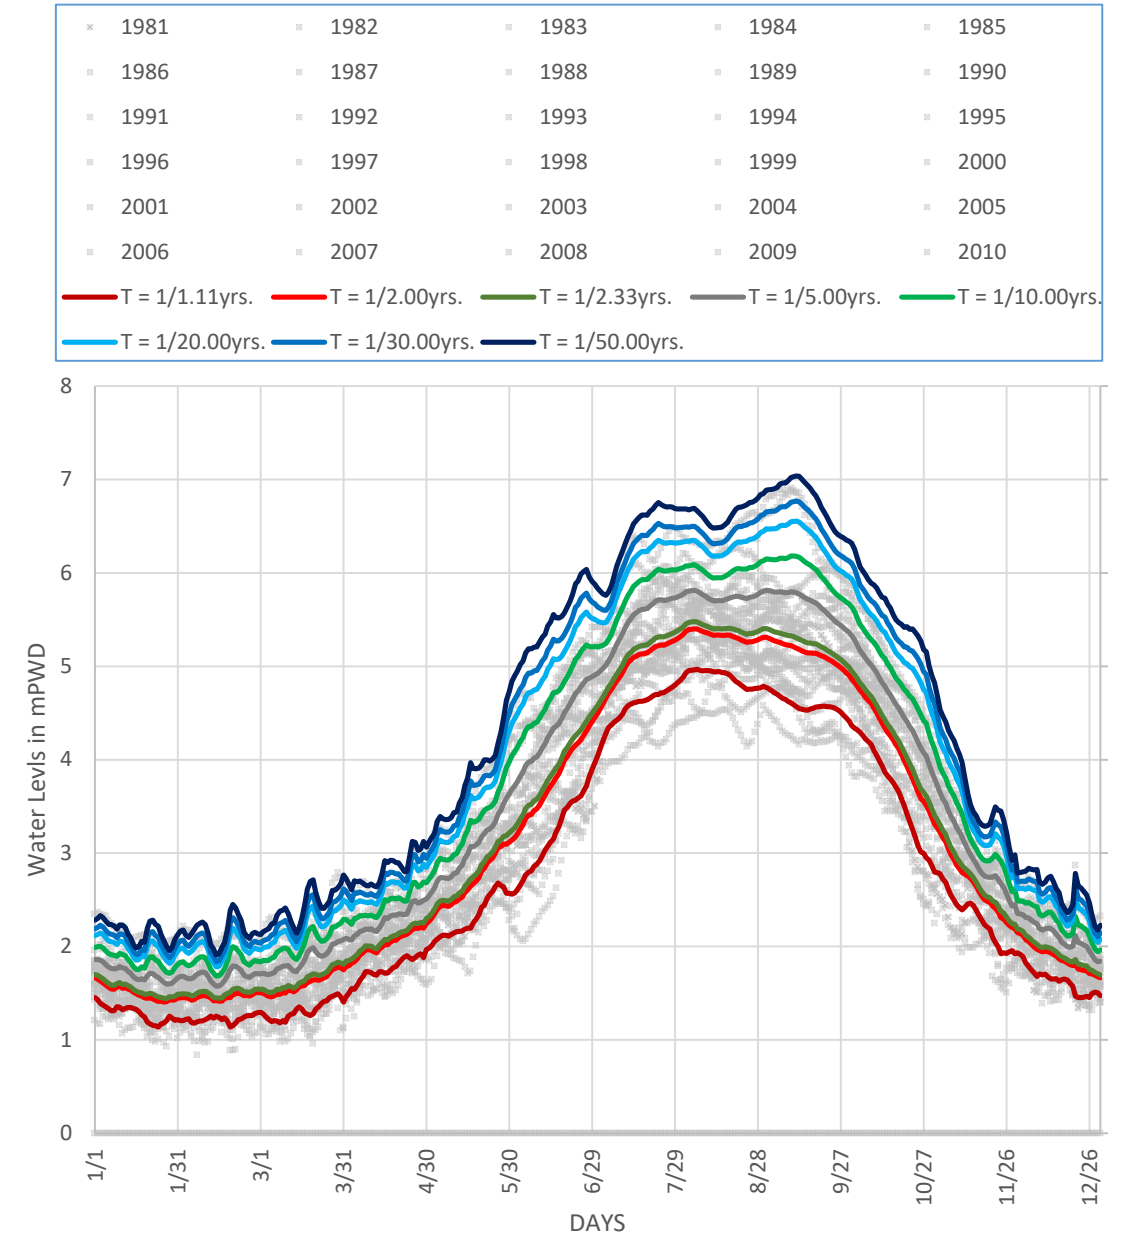 1981 1982 1983 1984 1985
1986 1987 1988 1989 1990
1991 1992 1993 1994 1995
1996 1997 1998 1999 2000
2001 2002 2003 2004 2005
2006 2007 2008 2009 2010
T = 1/1.11yrs. T = 1/2.00yrs. T = 1/2.33yrs. T = 1/5.00yrs. T = 1/10.00yrs.
T = 1/20.00yrs. T = 1/30.00yrs. T = 1/50.00yrs.
8
7
6
5
4
3
2
1
0
Water Levls in mPWD
1/1 1/31 3/1 3/31 4/30 5/30 6/29 7/29 8/28 9/27 10/27 11/26 12/26
DAYS